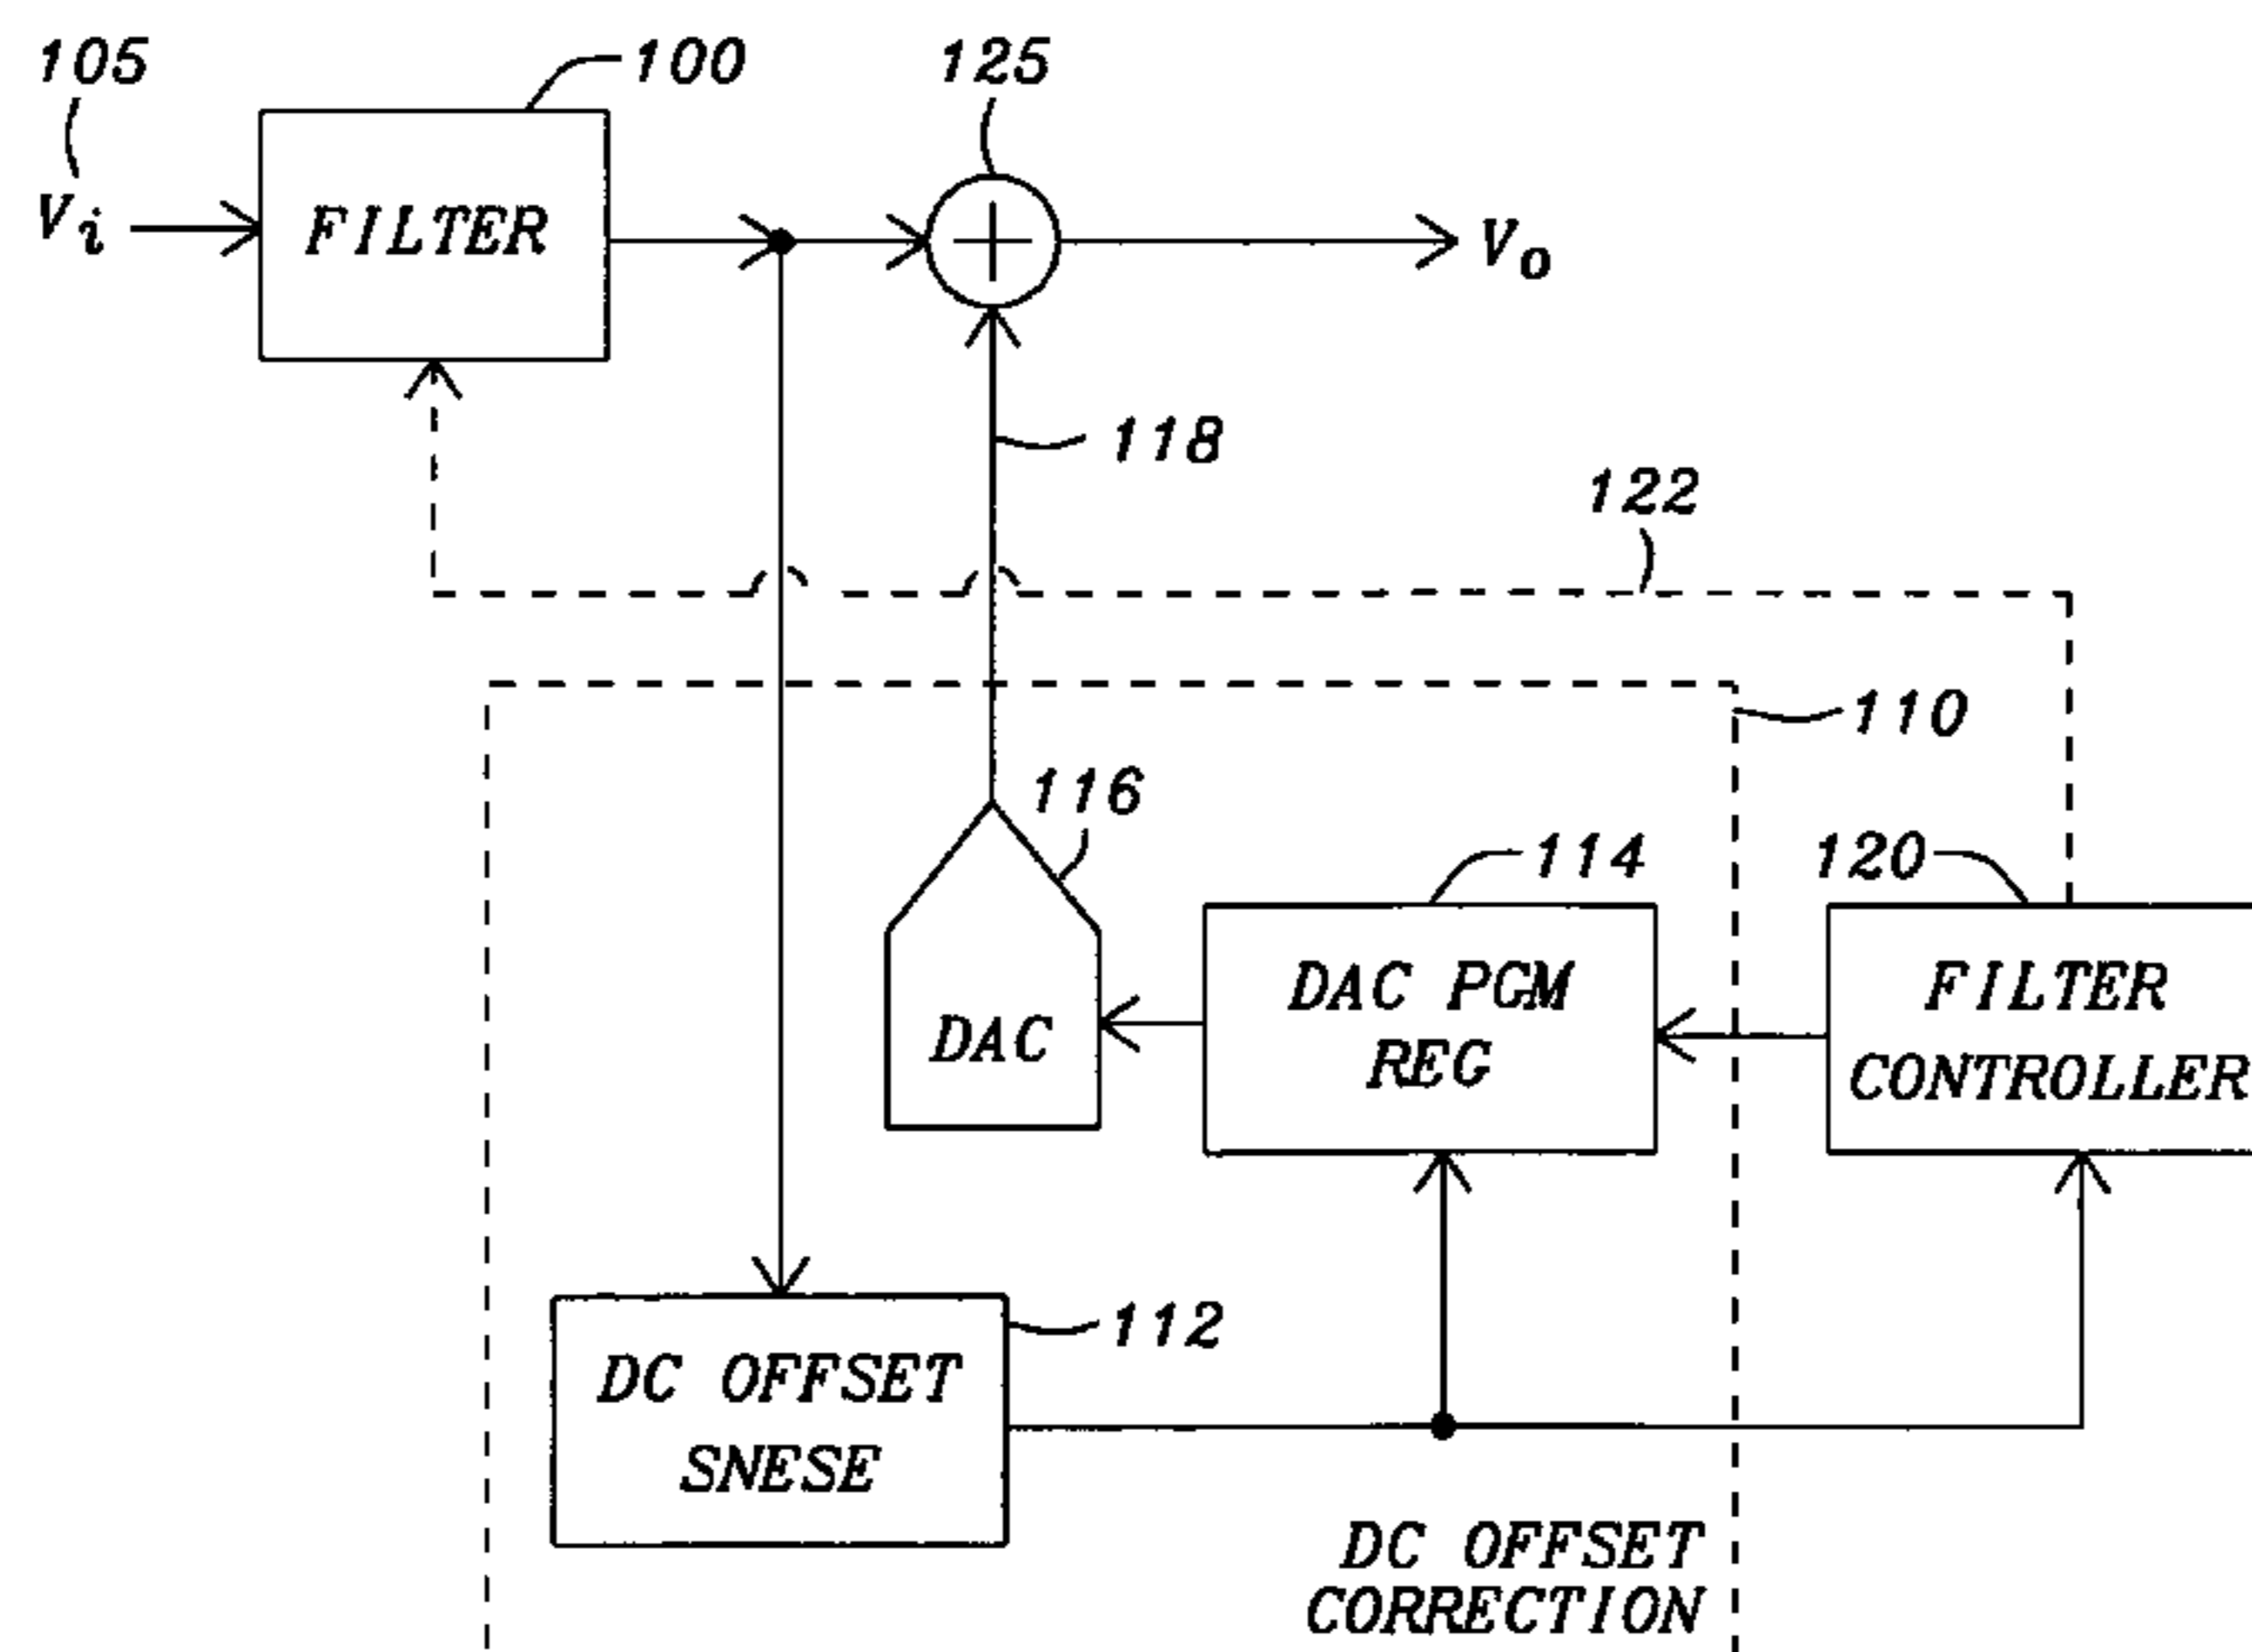 105
100
125
Vi
FILTER
Vo
118
122
110
116
114
120
DAC
DAC PGM
REG
FILTER
CONTROLLER
112
DC OFFSET
SNESE
DC OFFSET
CORRECTION